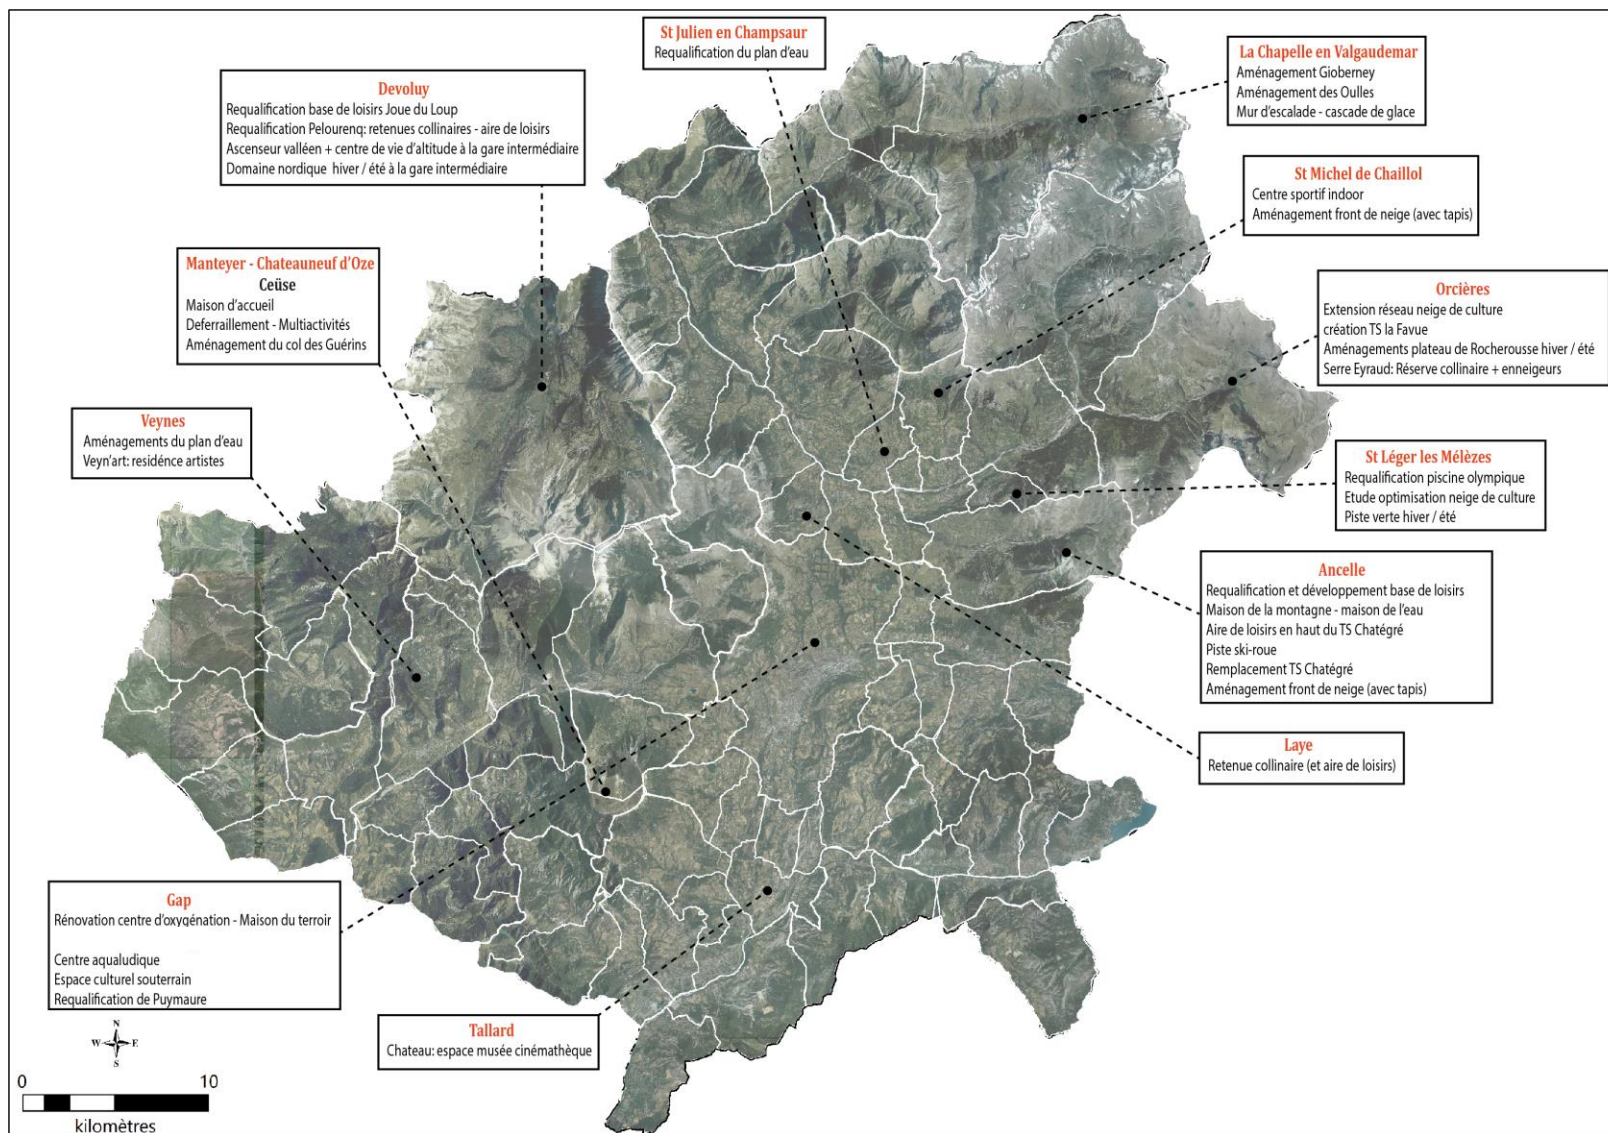 St Julien en Champsaur
Requalification du plan d'eau
La Chapelle en Valgaudemar
Aménagement Gioberney
Aménagement des Oulles
Mur d'escalade - cascade de glace
Devoluy
Requalification base de loisirs Joue du Loup
Requalification Pelourenq: retenues collinaires - aire de loisirs
Ascenseur valléen + centre de vie d'altitude à la gare intermédiaire
Domaine nordique hiver / été à la gare intermédiaire
St Michel de Chaillol
Centre sportif indoor
Aménagement front de neige (avec tapis)
Manteyer - Chateauneuf d'Oze
Ceüse
Maison d'accueil
Deferraillement - Multiactivités
Aménagement du col des Guérins
Orcières
Extension réseau neige de culture
création TS la Favue
Aménagements plateau de Rocherousse hiver / été
Serre Eyraud: Réserve collinaire + enneigeurs
Veynes
Aménagements du plan d'eau
Veyn'art: residénce artistes
St Léger les Mélèzes
Requalification piscine olympique
Etude optimisation neige de culture
Piste verte hiver / été
Ancelle
Requalification et développement base de loisirs
Maison de la montagne - maison de l'eau
Aire de loisirs en haut du TS Chatégré
Piste ski-roue
Remplacement TS Chatégré
Aménagement front de neige (avec tapis)
Laye
Retenue collinaire (et aire de loisirs)
Gap
Rénovation centre d'oxygénation - Maison du terroir
Centre aqualudique
Espace culturel souterrain
Requalification de Puymaure
Tallard
Chateau: espace musée cinémathèque
N
W E
S
0 10
kilomètres